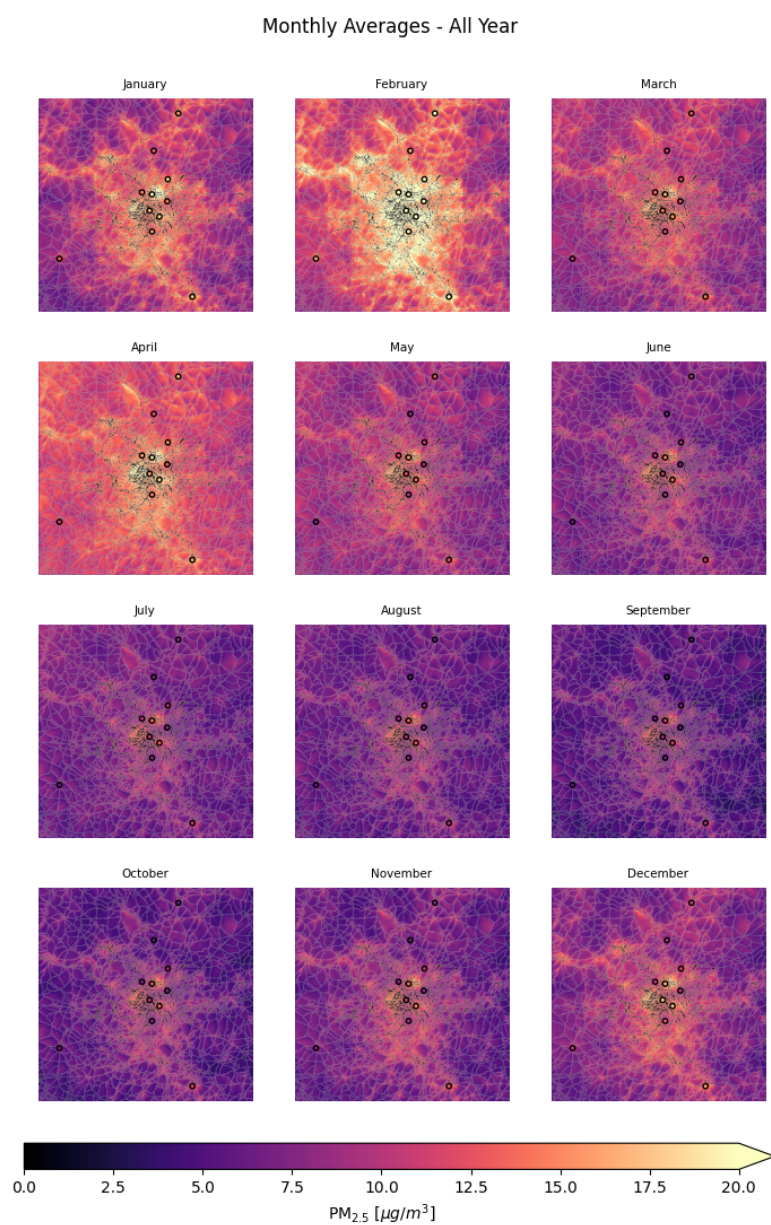 Monthly Averages - All Year
January February March
April May June
July August September
October November December
0.0 2.5 5.0 7.5 10.0 12.5 15.0 17.5 20.0
PM2.5 [μg/m³]